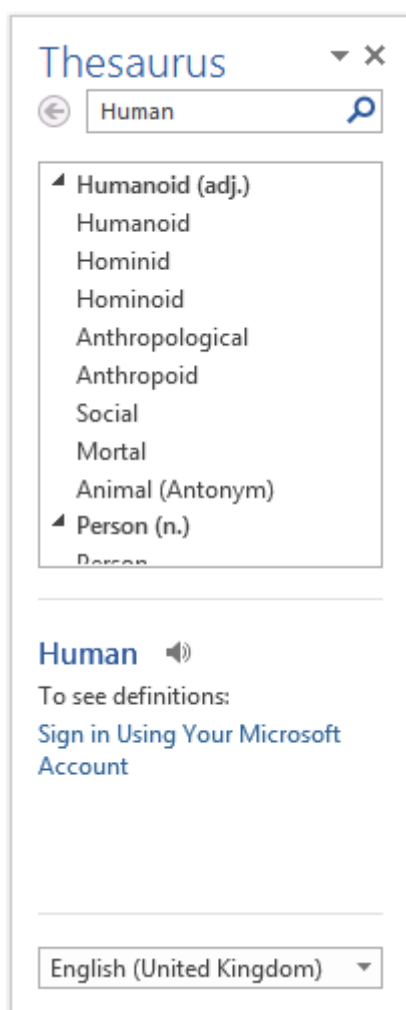 Thesaurus
Human
Humanoid (adj.)
Humanoid
Hominid
Hominoid
Anthropological
Anthropoid
Social
Mortal
Animal (Antonym)
Person (n.)
Person
Human
To see definitions:
Sign in Using Your Microsoft
Account
English (United Kingdom)